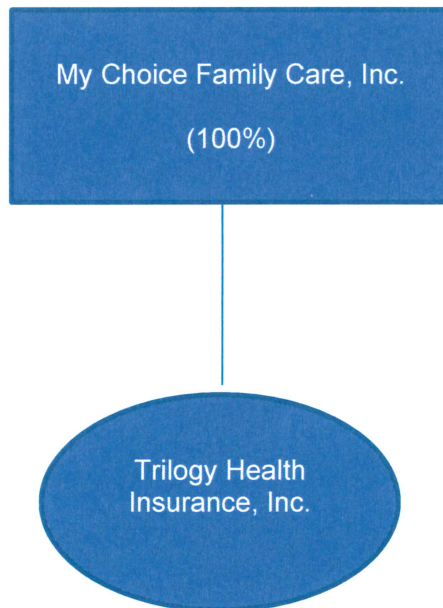 My Choice Family Care, Inc.
(100%)
Trilogy Health
Insurance, Inc.